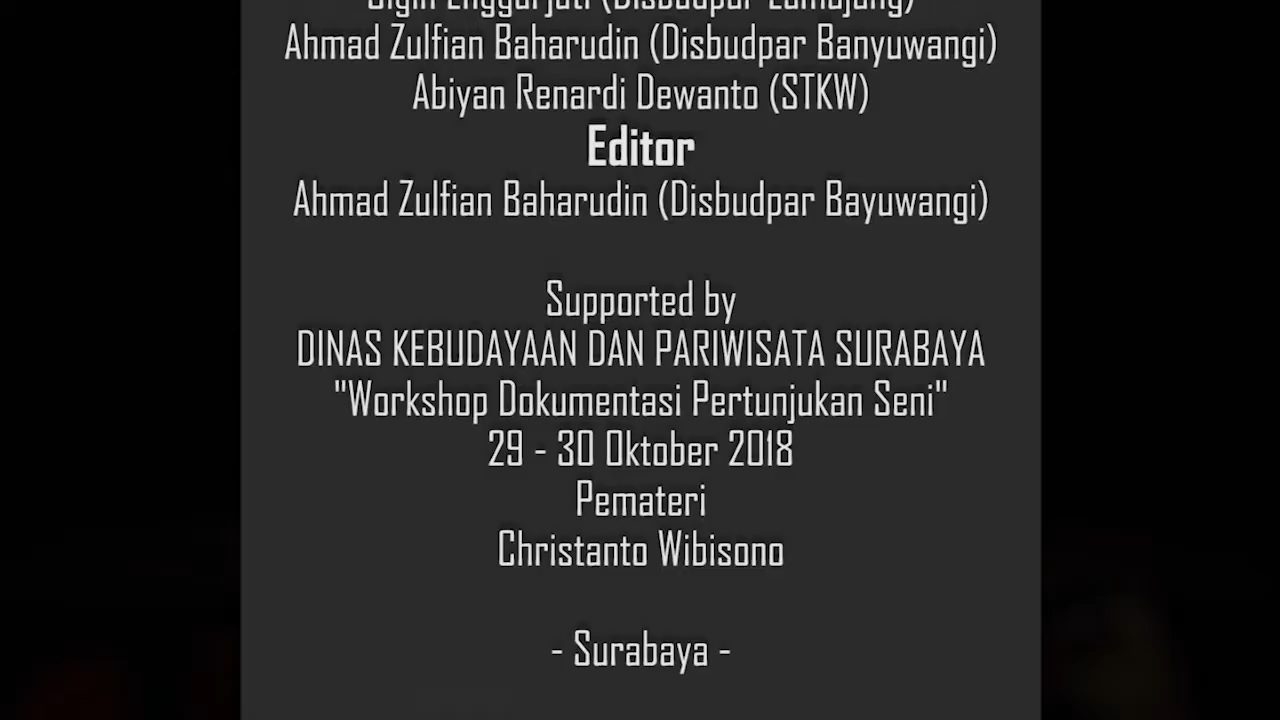 Ahmad Zulfian Baharudin (Disbudpar Banyuwangi)
Abiyan Renardi Dewanto (STKW)
Editor
Ahmad Zulfian Baharudin (Disbudpar Bayuwangi)
Supported by
DINAS KEBUDAYAAN DAN PARIWISATA SURABAYA
"Workshop Dokumentasi Pertunjukan Seni"
29 - 30 Oktober 2018
Pemateri
Christanto Wibisono
- Surabaya -